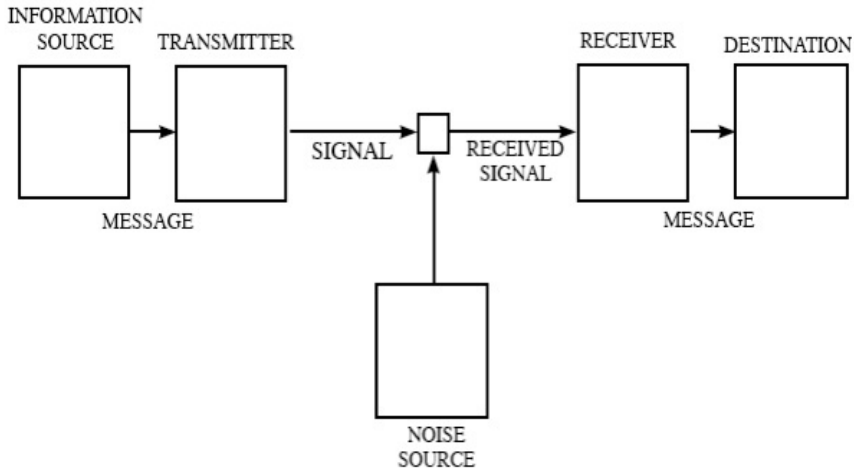 INFORMATION
SOURCE
TRANSMITTER
RECEIVER
DESTINATION
SIGNAL
RECEIVED
SIGNAL
MESSAGE
MESSAGE
NOISE
SOURCE